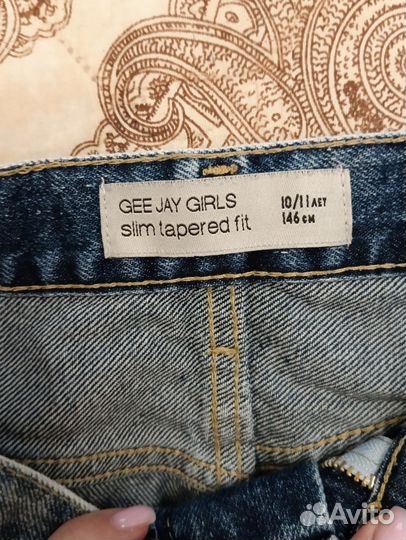 GEE JAY GIRLS
slim tapered fit
10/11 ЛЕТ
146 СМ
Avito